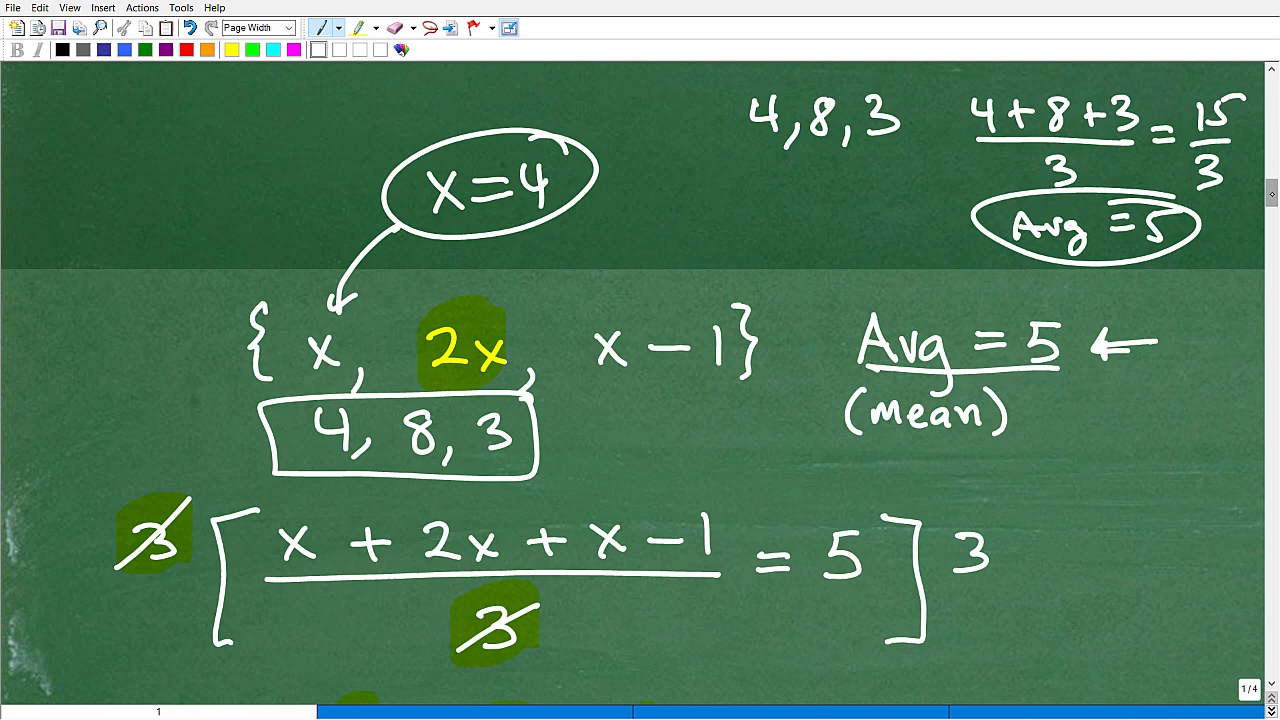 File Edit View Insert Actions Tools Help
Page Width
B I
4, 8, 3
4 + 8 + 3 / 3 = 15 / 3
Avg = 5
x = 4
{ x, 2x, x - 1 }
Avg = 5 ←
(mean)
4, 8, 3
3 [ x + 2x + x - 1 / 3 = 5 ] 3
1/4
1